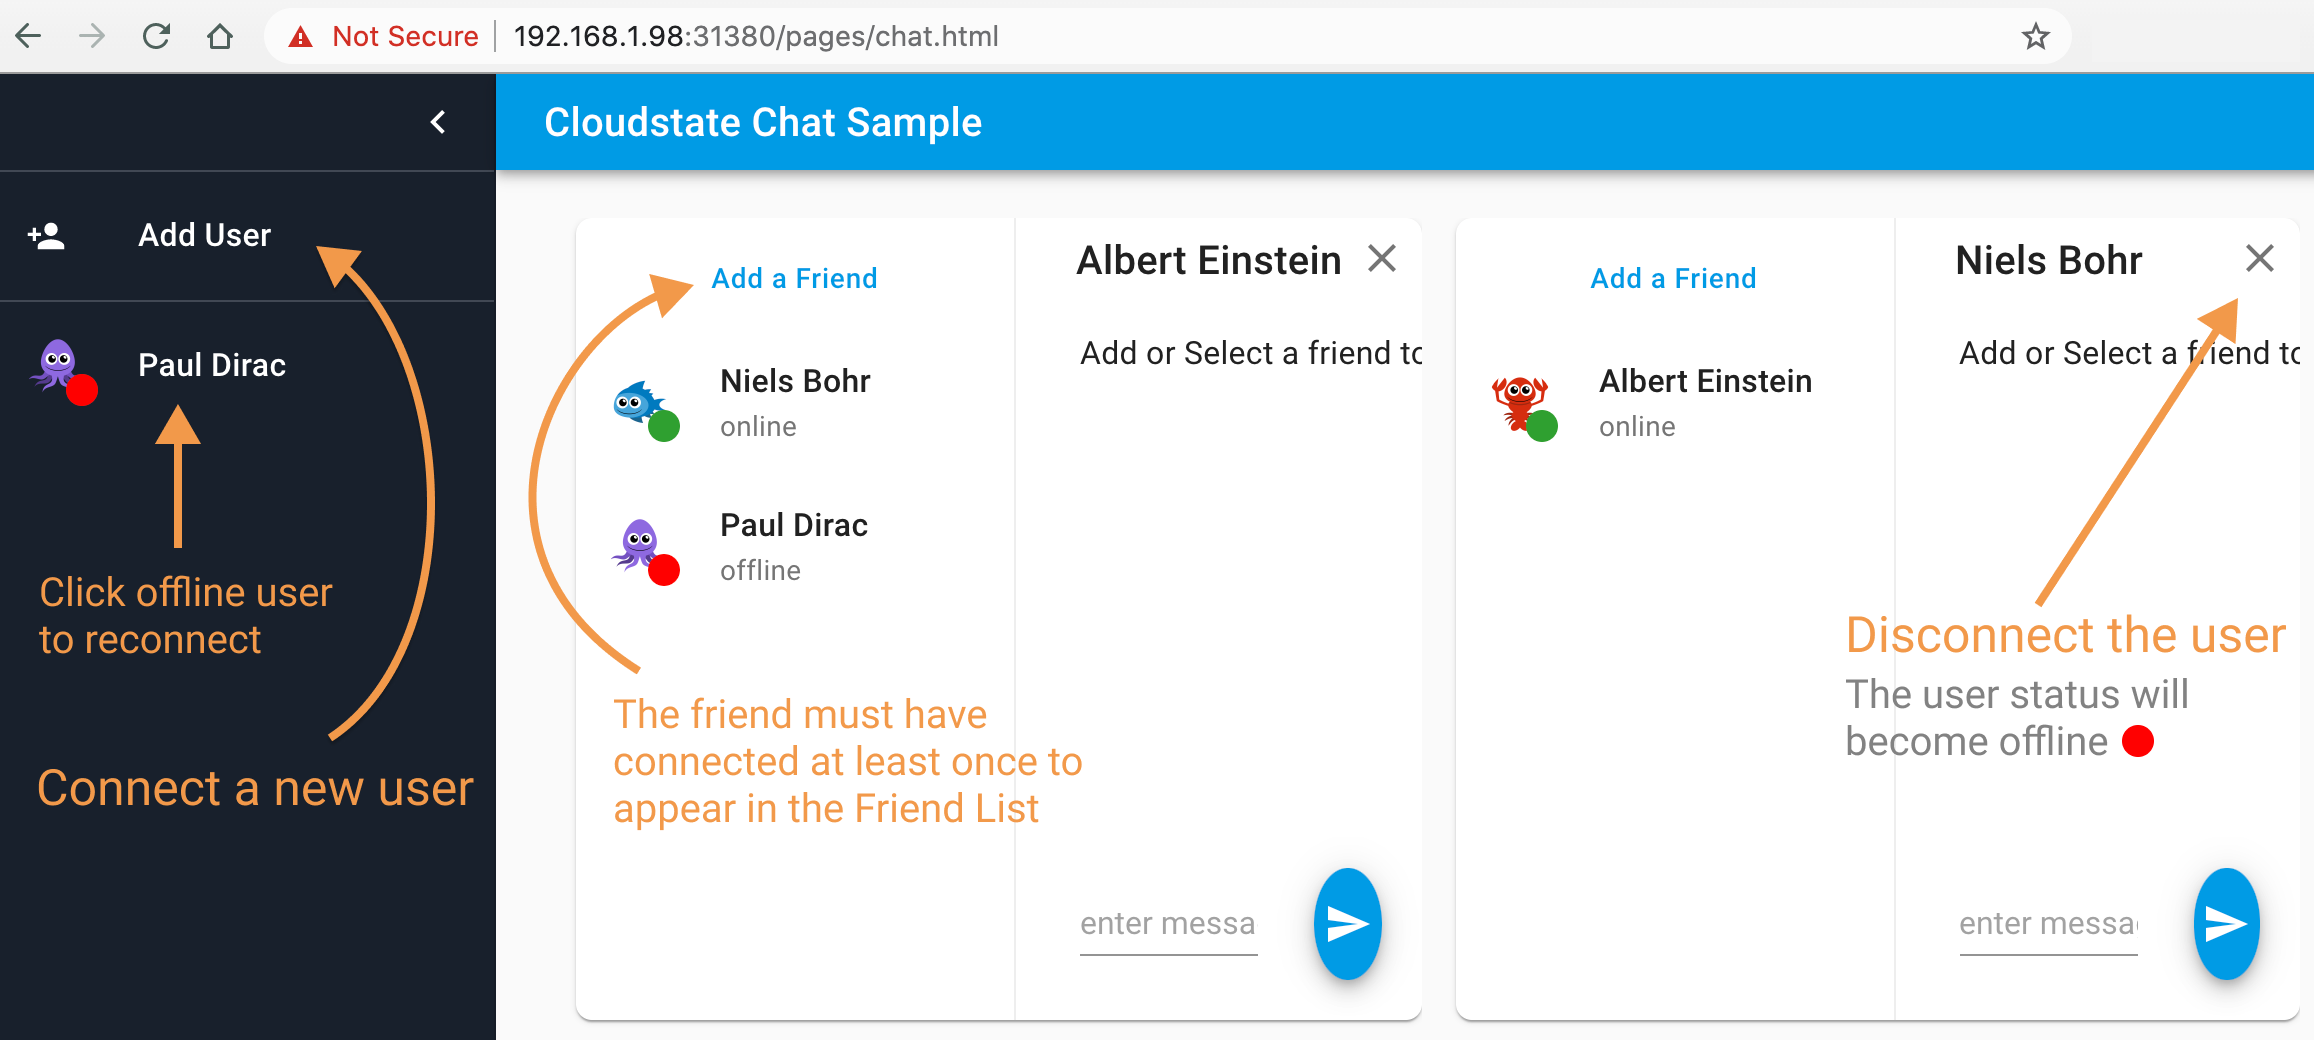 Not Secure
192.168.1.98:31380/pages/chat.html
Cloudstate Chat Sample
Add User
Paul Dirac
Click offline user
to reconnect
Connect a new user
Add a Friend
Niels Bohr
online
Paul Dirac
offline
The friend must have
connected at least once to
appear in the Friend List
Albert Einstein
Add or Select a friend to
enter messa
Add a Friend
Albert Einstein
online
Niels Bohr
Add or Select a friend to
Disconnect the user
The user status will
become offline
enter messa